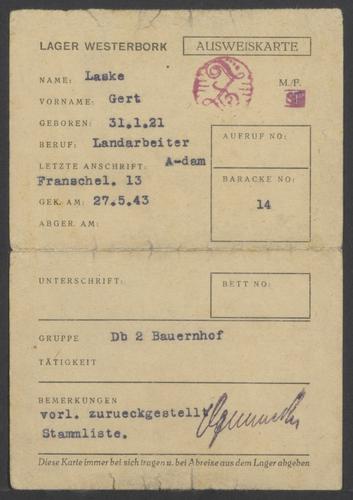 LAGER WESTERBORK AUSWEISKARTE
NAME: Laske
M./F.
VORNAME: Gert
GEBOREN: 31.1.21
BERUF: Landarbeiter
AUFRUF NO:
LETZTE ANSCHRIFT: A-dam
Franschel. 13
BARACKE NO:
14
GEK. AM: 27.5.43
ABGER. AM:
UNTERSCHRIFT:
BETT NO:
GRUPPE Db 2 Bauernhof
TÄTIGKEIT
BEMERKUNGEN
vorl. zurueckgestellt
Stammliste.
Diese Karte immer bei sich tragen u. bei Abreise aus dem Lager abgeben